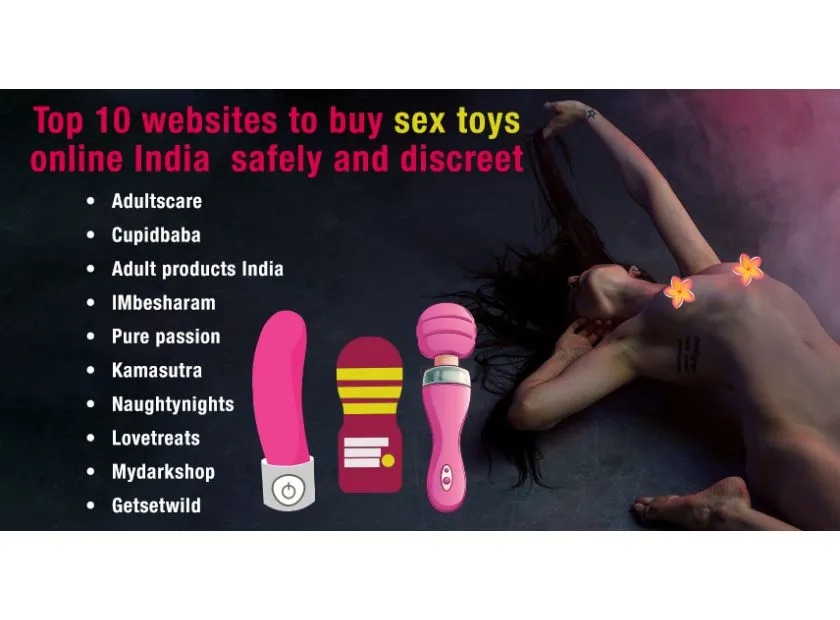 Top 10 websites to buy sex toys
online India safely and discreet
• Adultscare
• Cupidbaba
• Adult products India
• IMbesharam
• Pure passion
• Kamasutra
• Naughtynights
• Lovetreats
• Mydarkshop
• Getsetwild